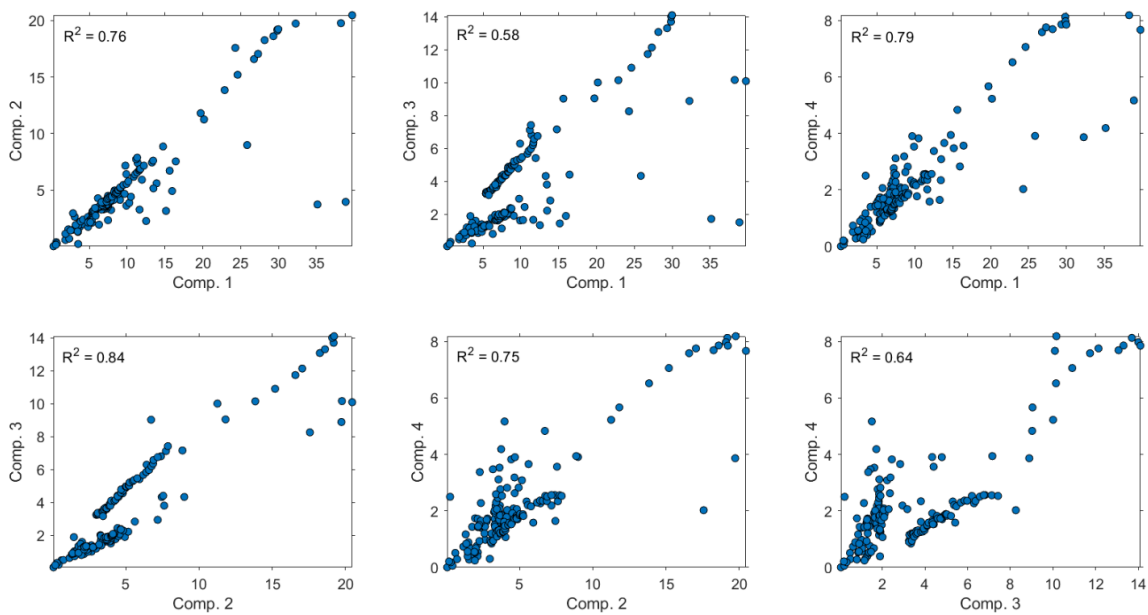 R² = 0.76
20
15
10
5
5 10 15 20 25 30 35
Comp. 2
Comp. 1
R² = 0.58
14
12
10
8
6
4
2
5 10 15 20 25 30 35
Comp. 3
Comp. 1
R² = 0.79
8
6
4
2
0
0 5 10 15 20 25 30 35
Comp. 4
Comp. 1
R² = 0.84
14
12
10
8
6
4
2
5 10 15 20
Comp. 3
Comp. 2
R² = 0.75
8
6
4
2
0
5 10 15 20
Comp. 4
Comp. 2
R² = 0.64
8
6
4
2
0
2 4 6 8 10 12 14
Comp. 4
Comp. 3